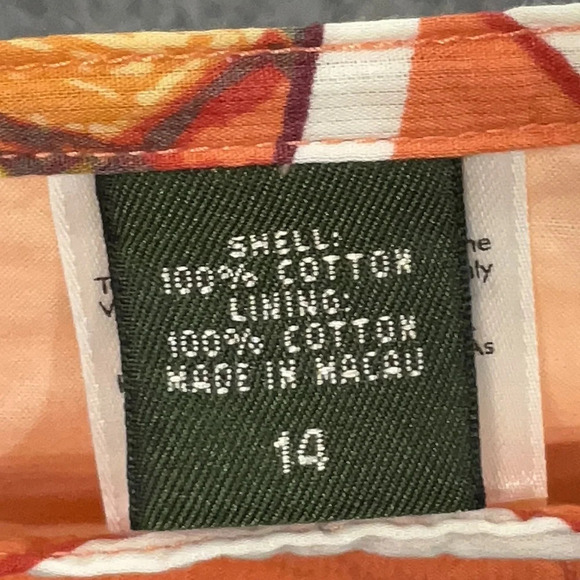 SHELL:
100% COTTON
LINING:
100% COTTON
MADE IN MACAU
14